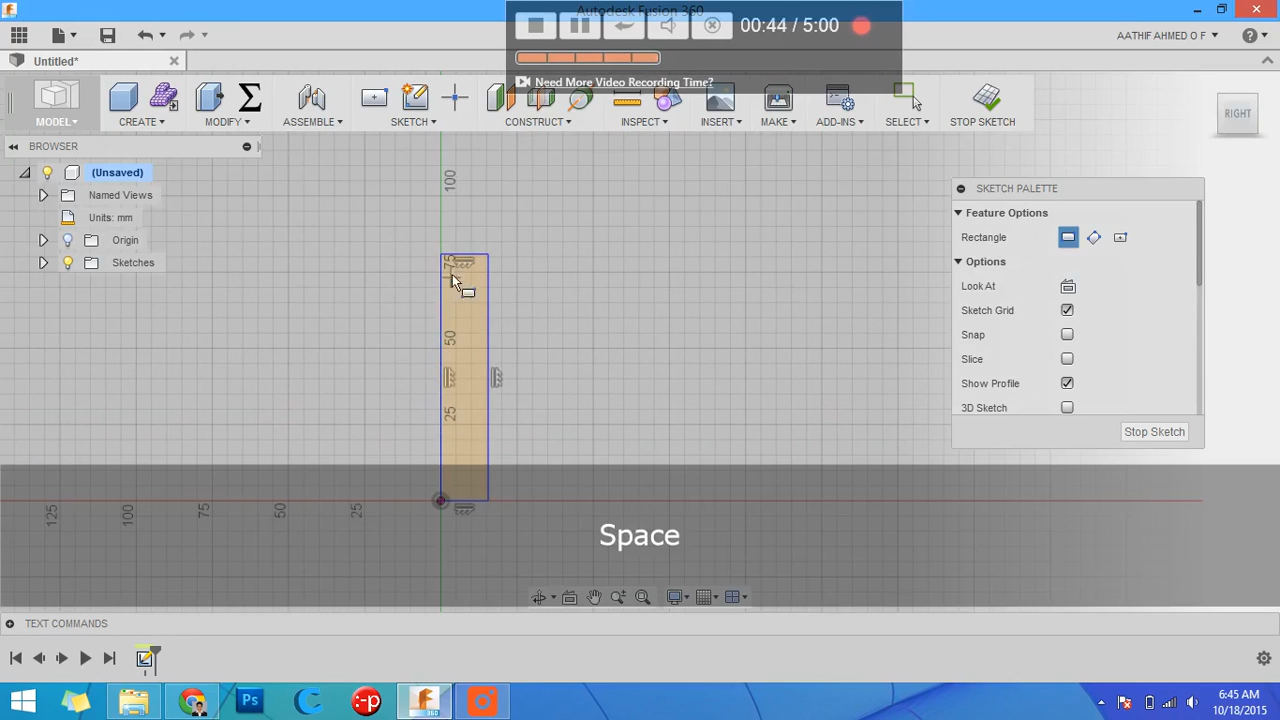 Autodesk Fusion 360
00:44 / 5:00
AATHIF AHMED O F
Need More Video Recording Time?
Untitled*
MODEL
CREATE
MODIFY
ASSEMBLE
SKETCH
CONSTRUCT
INSPECT
INSERT
MAKE
ADD-INS
SELECT
STOP SKETCH
RIGHT
BROWSER
(Unsaved)
Named Views
Units: mm
Origin
Sketches
100
75
50
25
125
100
75
50
25
SKETCH PALETTE
Feature Options
Rectangle
Options
Look At
Sketch Grid
Snap
Slice
Show Profile
3D Sketch
Stop Sketch
Space
TEXT COMMANDS
Ps
360
6:45 AM
10/18/2015